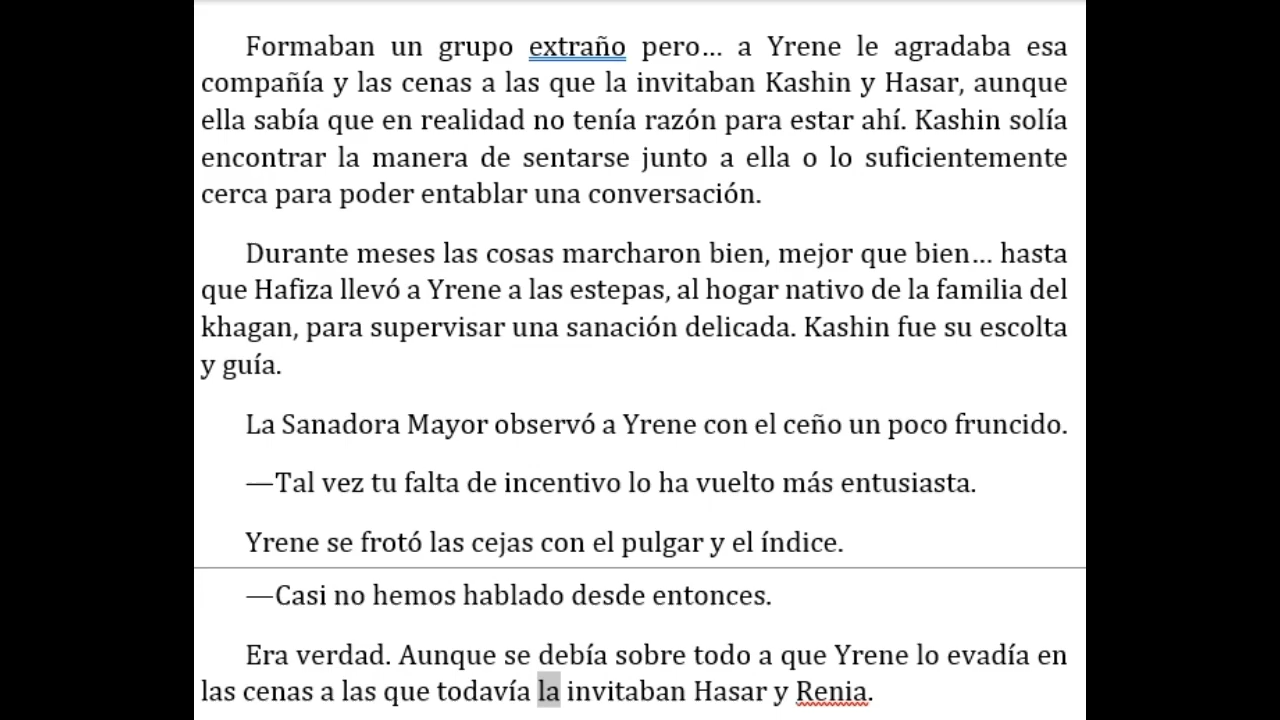 Formaban un grupo extraño pero… a Yrene le agradaba esa
compañía y las cenas a las que la invitaban Kashin y Hasar, aunque
ella sabía que en realidad no tenía razón para estar ahí. Kashin solía
encontrar la manera de sentarse junto a ella o lo suficientemente
cerca para poder entablar una conversación.
Durante meses las cosas marcharon bien, mejor que bien… hasta
que Hafiza llevó a Yrene a las estepas, al hogar nativo de la familia del
khagan, para supervisar una sanación delicada. Kashin fue su escolta
y guía.
La Sanadora Mayor observó a Yrene con el ceño un poco fruncido.
—Tal vez tu falta de incentivo lo ha vuelto más entusiasta.
Yrene se frotó las cejas con el pulgar y el índice.
—Casi no hemos hablado desde entonces.
Era verdad. Aunque se debía sobre todo a que Yrene lo evadía en
las cenas a las que todavía la invitaban Hasar y Renia.